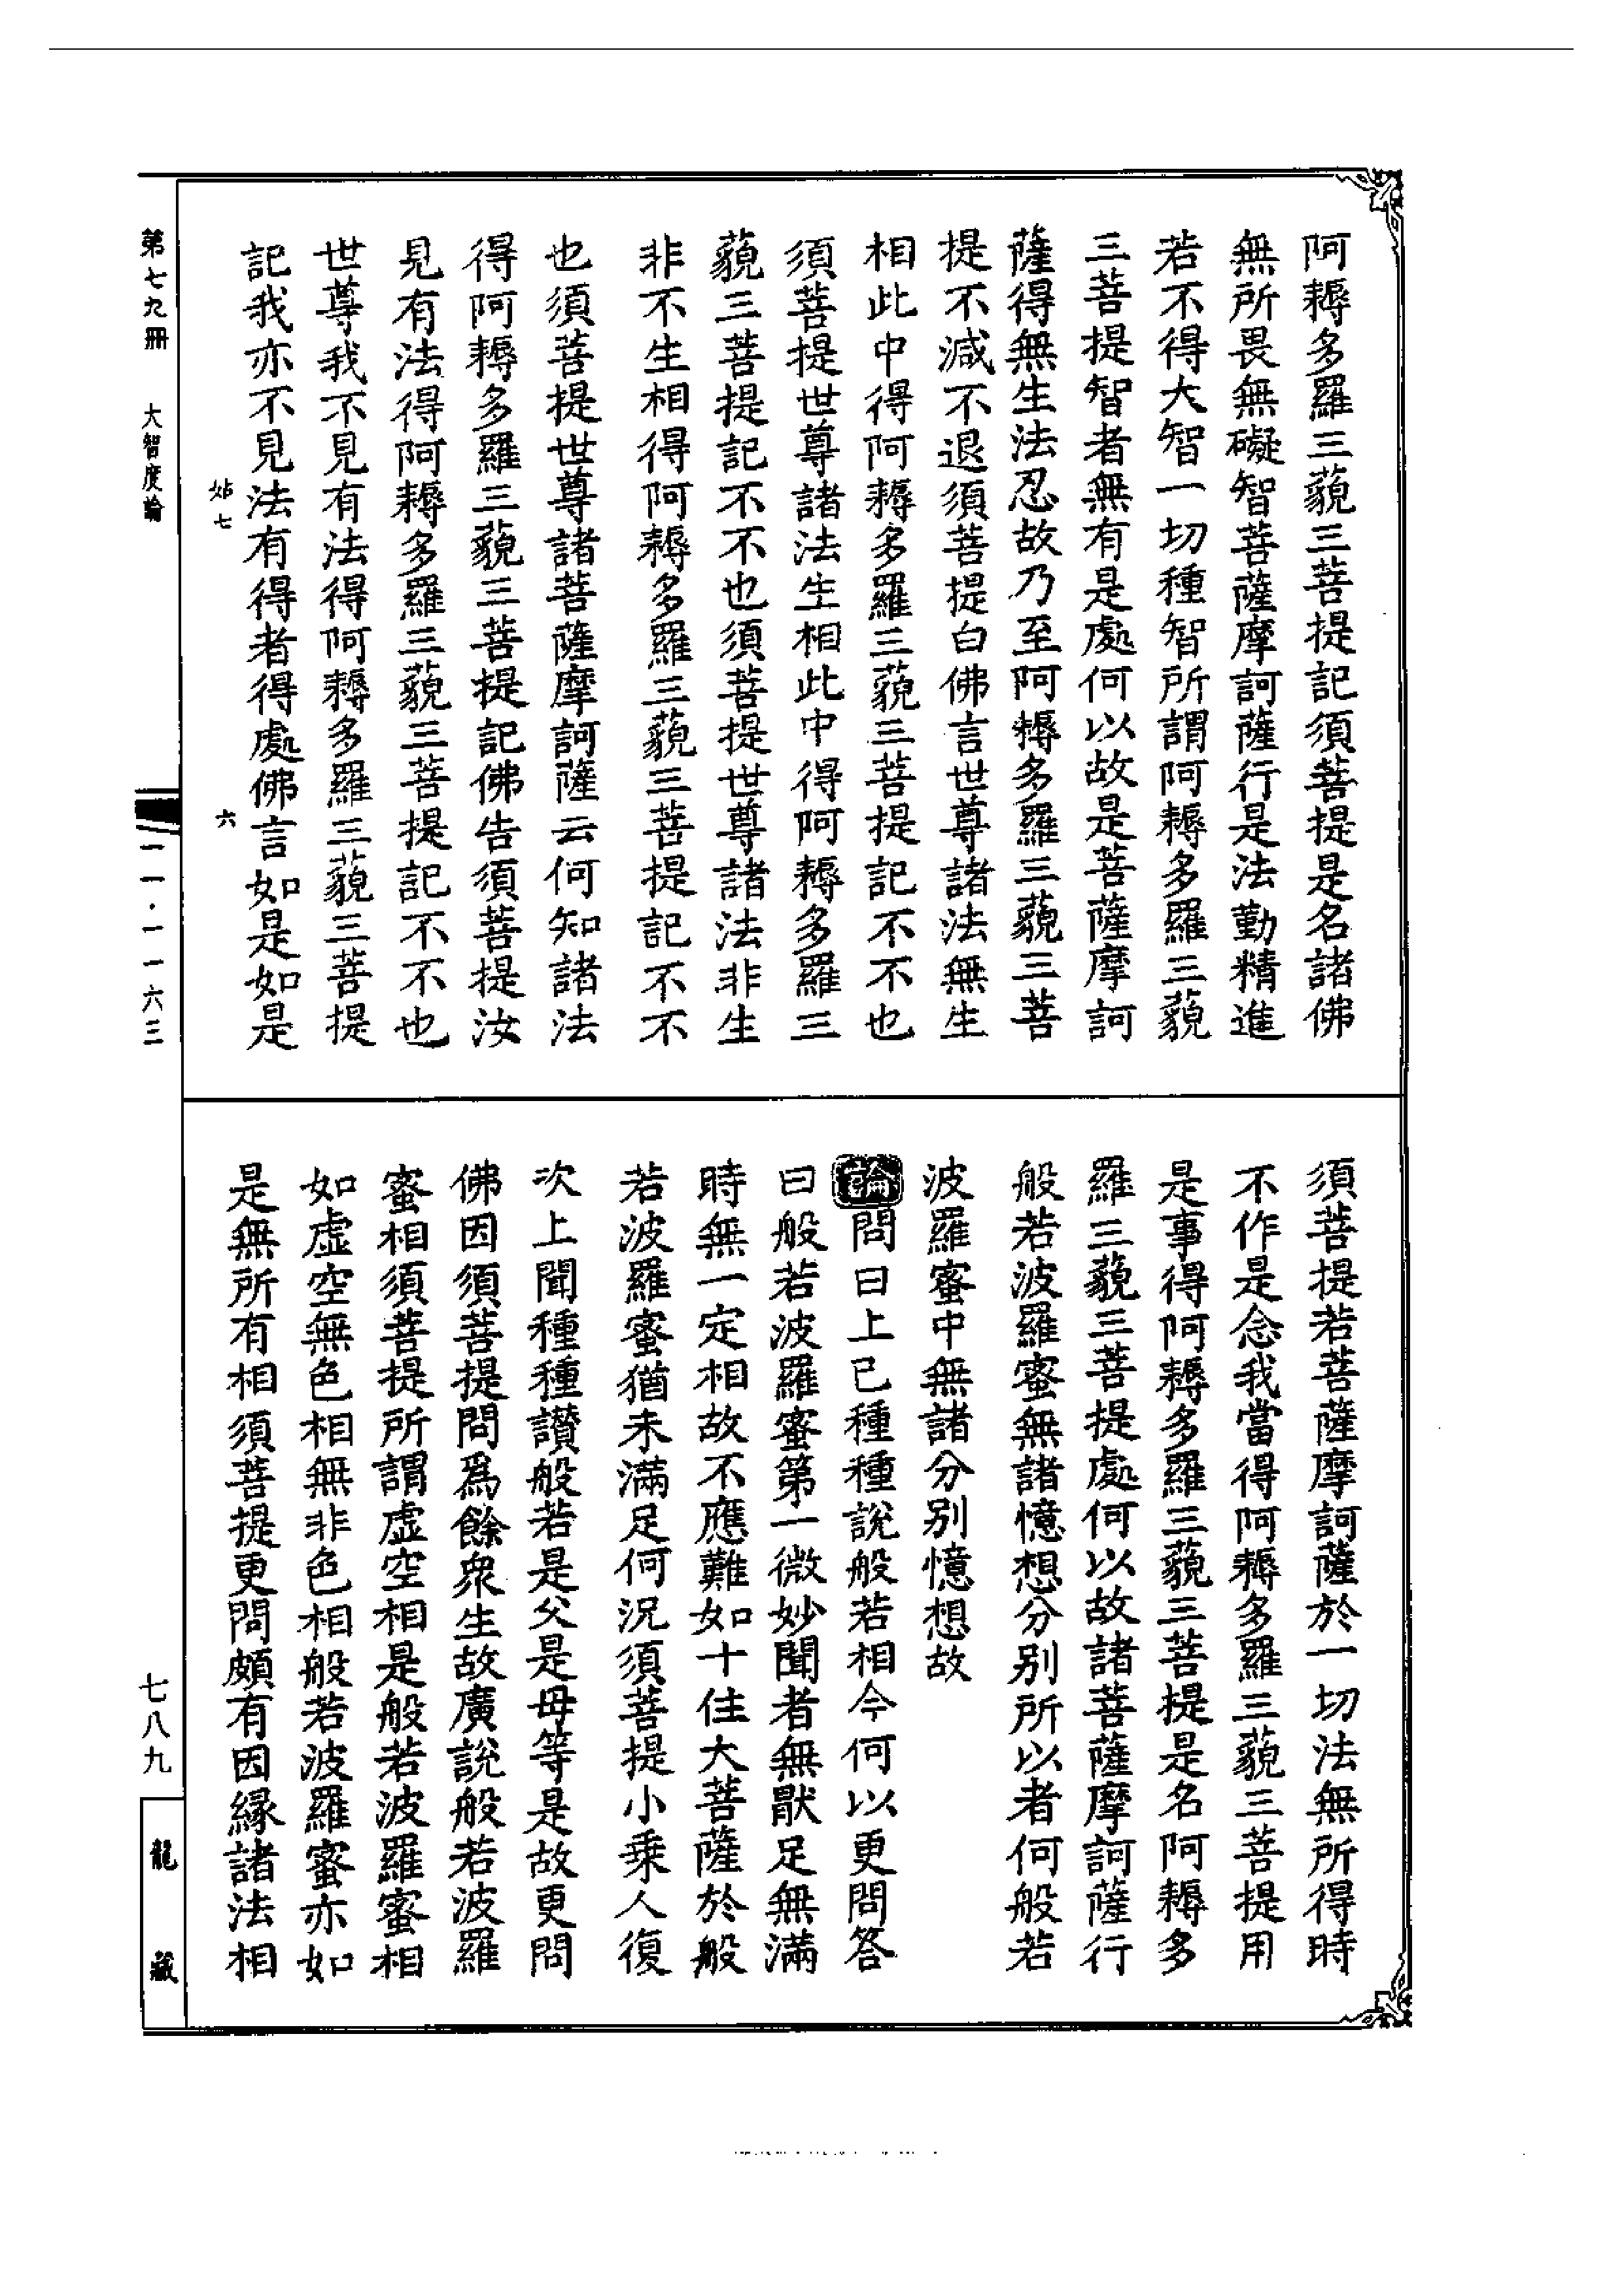 阿耨多羅三藐三菩提記須菩提是名諸佛
無所畏無礙智菩薩摩訶薩行是法勤精進
若不得大智一切種智所謂阿耨多羅三藐
三菩提智者無有是處何以故是菩薩摩訶
薩得無生法忍故乃至阿耨多羅三藐三菩
提不減不退須菩提白佛言世尊諸法無生
相此中得阿耨多羅三藐三菩提記不不也
須菩提世尊諸法生相此中得阿耨多羅三
藐三菩提記不不也須菩提世尊諸法非生
非不生相得阿耨多羅三藐三菩提記不不
也須菩提世尊諸菩薩摩訶薩云何知諸法
得阿耨多羅三藐三菩提記佛告須菩提汝
見有法得阿耨多羅三藐三菩提記不不也
世尊我不見有法得阿耨多羅三藐三菩提
記我亦不見法有得者得處佛言如是如是
須菩提若菩薩摩訶薩於一切法無所得時
不作是念我當得阿耨多羅三藐三菩提用
是事得阿耨多羅三藐三菩提是名阿耨多
羅三藐三菩提處何以故諸菩薩摩訶薩行
般若波羅蜜無諸憶想分別所以者何般若
波羅蜜中無諸分別憶想故
論問曰上已種種說般若相今何以更問答
曰般若波羅蜜第一微妙聞者無厭足無滿
時無一定相故不應難如十住大菩薩於般
若波羅蜜猶未滿足何況須菩提小乘人復
次上聞種種讚般若是父是母等是故更問
佛因須菩提問爲餘衆生故廣說般若波羅
蜜相須菩提所謂虛空相是般若波羅蜜相
如虛空無色相無非色相般若波羅蜜亦如
是無所有相須菩提更問頗有因緣諸法相
第七九冊 大智度論
姑七 六
一一·一一六三
七八九
龍藏